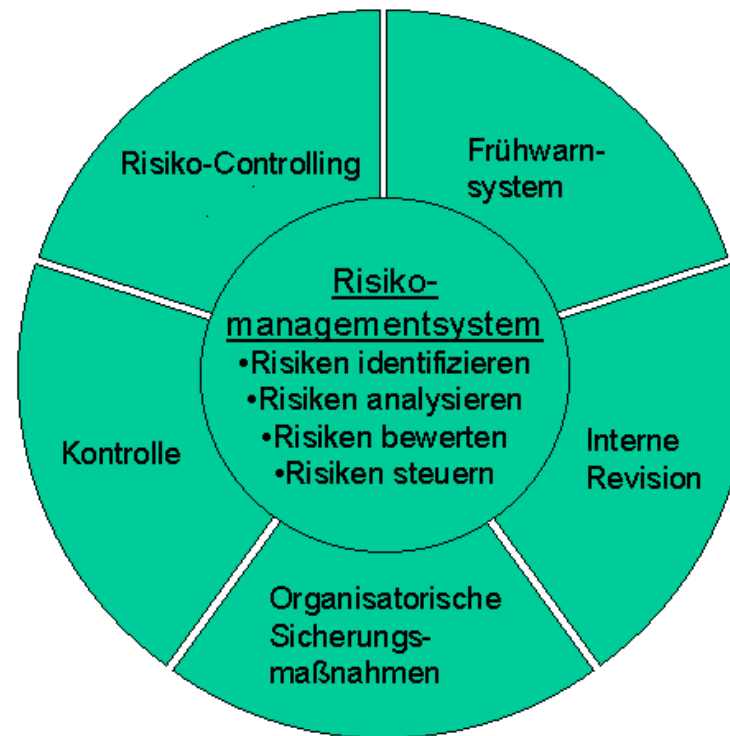 Risiko-Controlling
Frühwarn-
system
Risiko-
managementsystem
•Risiken identifizieren
•Risiken analysieren
•Risiken bewerten
•Risiken steuern
Kontrolle
Interne
Revision
Organisatorische
Sicherungs-
maßnahmen